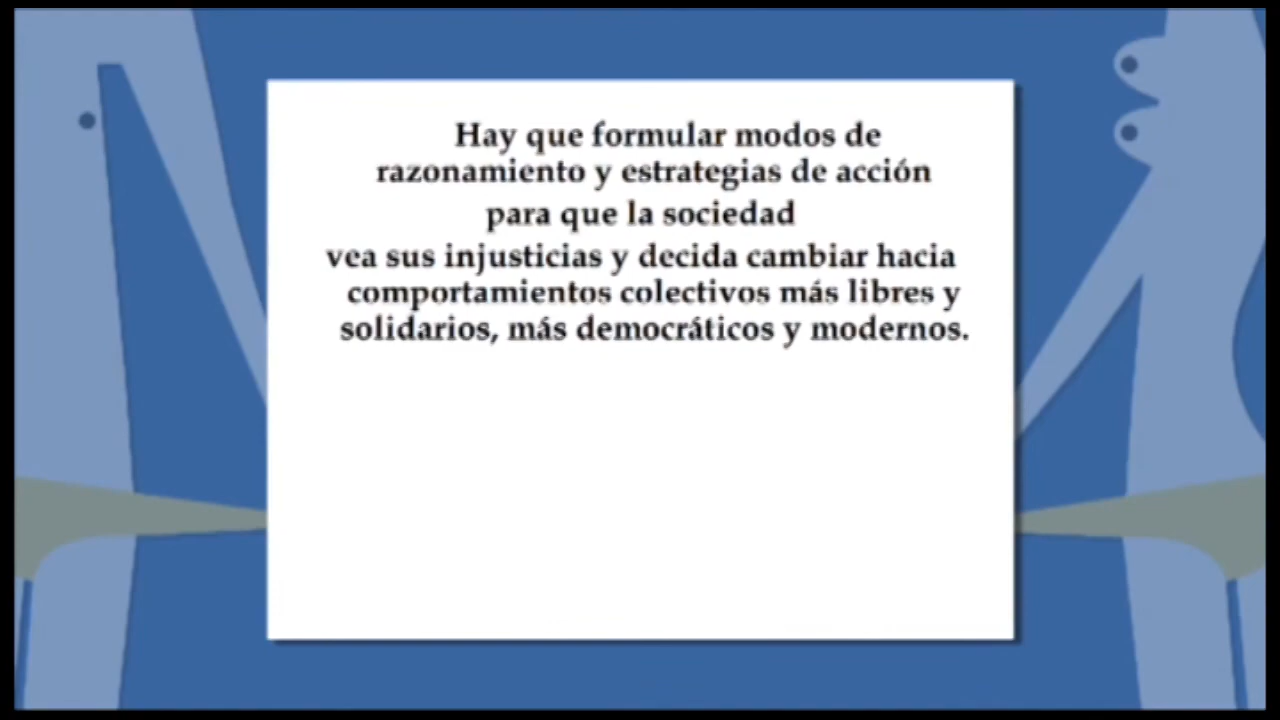 Hay que formular modos de
razonamiento y estrategias de acción
para que la sociedad
vea sus injusticias y decida cambiar hacia
comportamientos colectivos más libres y
solidarios, más democráticos y modernos.